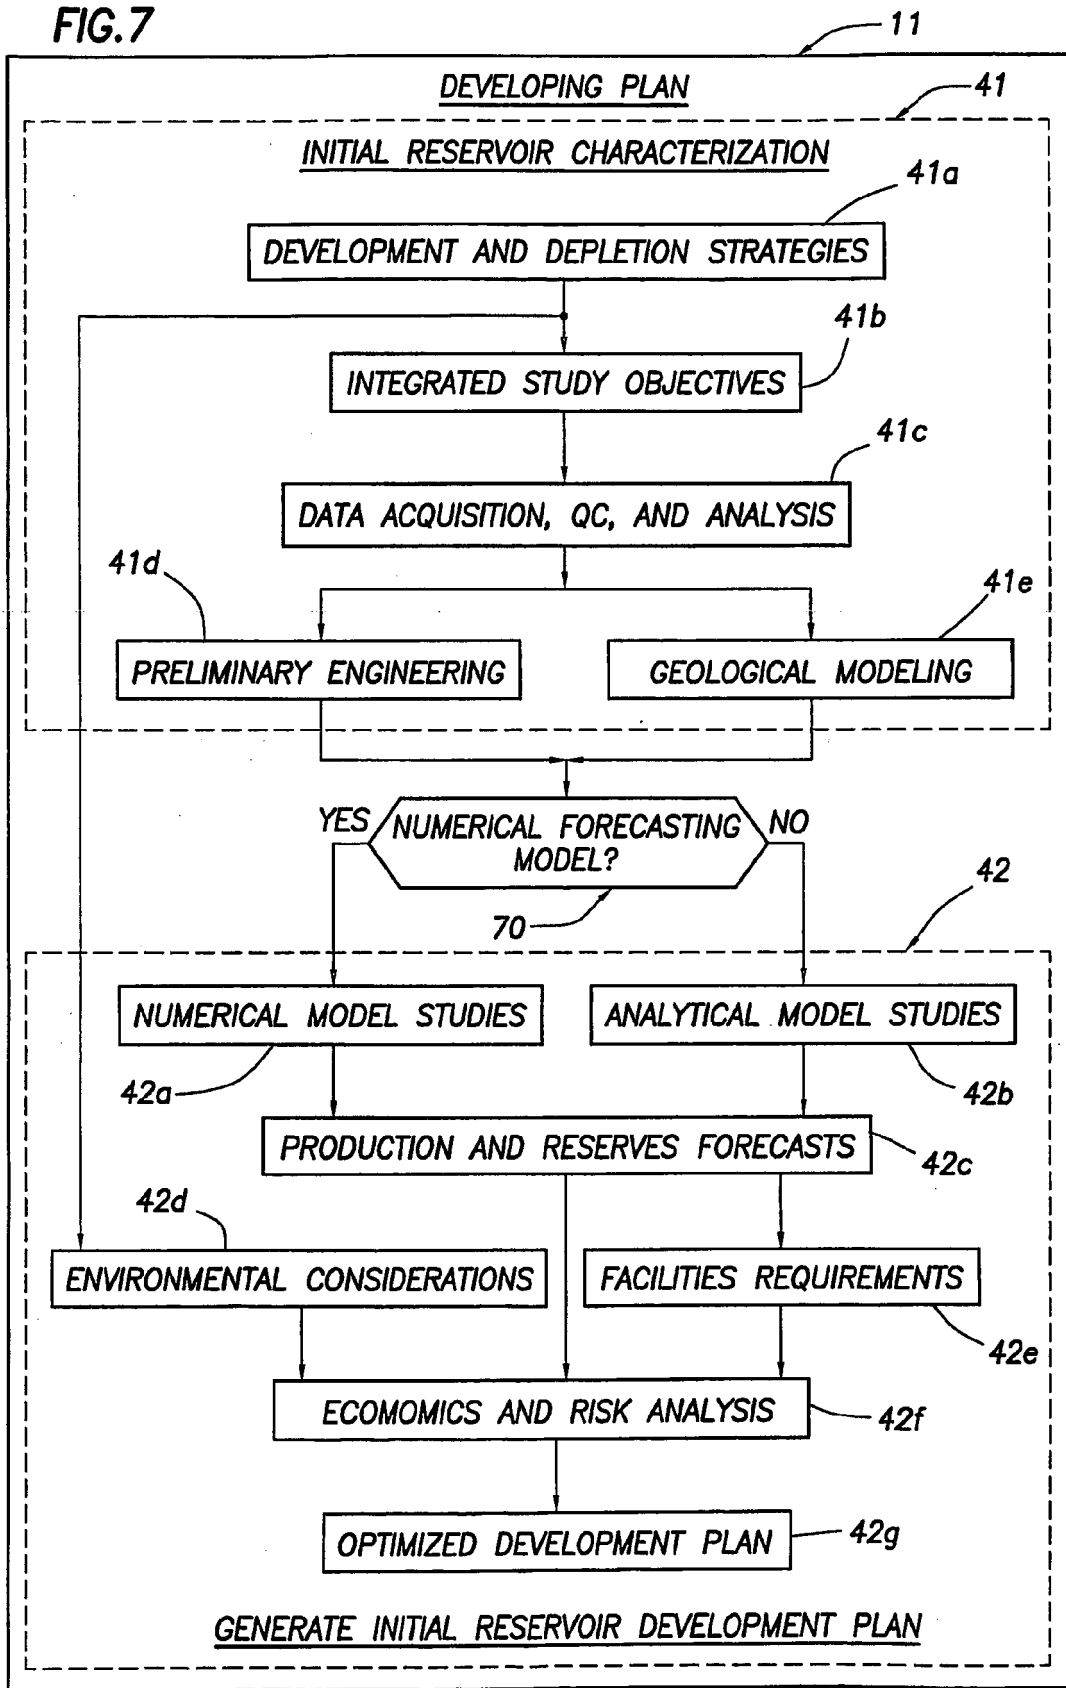 FIG.7
11
DEVELOPING PLAN
41
INITIAL RESERVOIR CHARACTERIZATION
41a
DEVELOPMENT AND DEPLETION STRATEGIES
41b
INTEGRATED STUDY OBJECTIVES
41c
DATA ACQUISITION, QC, AND ANALYSIS
41d
41e
PRELIMINARY ENGINEERING
GEOLOGICAL MODELING
YES
NUMERICAL FORECASTING
MODEL?
NO
70
42
NUMERICAL MODEL STUDIES
ANALYTICAL MODEL STUDIES
42a
42b
PRODUCTION AND RESERVES FORECASTS
42c
42d
ENVIRONMENTAL CONSIDERATIONS
FACILITIES REQUIREMENTS
42e
ECOMOMICS AND RISK ANALYSIS
42f
OPTIMIZED DEVELOPMENT PLAN
42g
GENERATE INITIAL RESERVOIR DEVELOPMENT PLAN